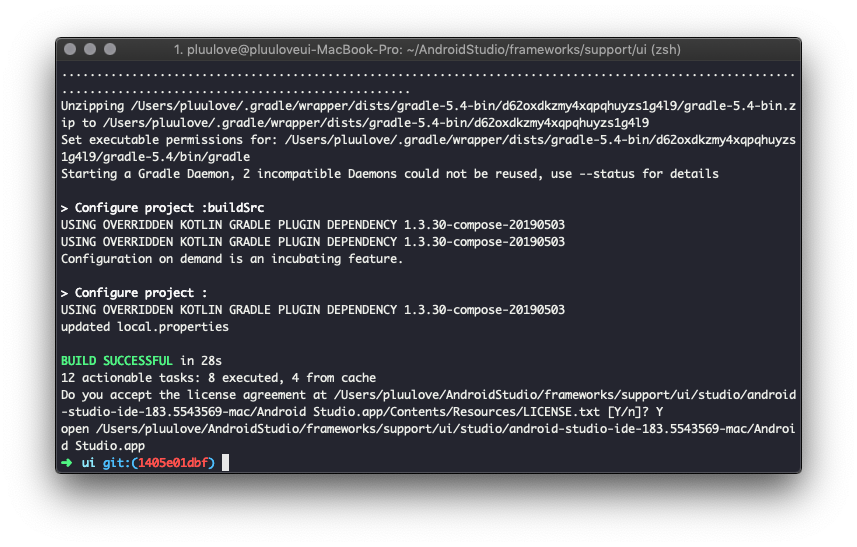 1. pluulove@pluuloveui-MacBook-Pro: ~/AndroidStudio/frameworks/support/ui (zsh)
.........................................................................................................
..................................................
Unzipping /Users/pluulove/.gradle/wrapper/dists/gradle-5.4-bin/d62oxdkzmy4xqpqhuyzs1g4l9/gradle-5.4-bin.z
ip to /Users/pluulove/.gradle/wrapper/dists/gradle-5.4-bin/d62oxdkzmy4xqpqhuyzs1g4l9
Set executable permissions for: /Users/pluulove/.gradle/wrapper/dists/gradle-5.4-bin/d62oxdkzmy4xqpqhuyzs
1g4l9/gradle-5.4/bin/gradle
Starting a Gradle Daemon, 2 incompatible Daemons could not be reused, use --status for details
> Configure project :buildSrc
USING OVERRIDDEN KOTLIN GRADLE PLUGIN DEPENDENCY 1.3.30-compose-20190503
USING OVERRIDDEN KOTLIN GRADLE PLUGIN DEPENDENCY 1.3.30-compose-20190503
Configuration on demand is an incubating feature.
> Configure project :
USING OVERRIDDEN KOTLIN GRADLE PLUGIN DEPENDENCY 1.3.30-compose-20190503
updated local.properties
BUILD SUCCESSFUL in 28s
12 actionable tasks: 8 executed, 4 from cache
Do you accept the license agreement at /Users/pluulove/AndroidStudio/frameworks/support/ui/studio/android
-studio-ide-183.5543569-mac/Android Studio.app/Contents/Resources/LICENSE.txt [Y/n]? Y
open /Users/pluulove/AndroidStudio/frameworks/support/ui/studio/android-studio-ide-183.5543569-mac/Androi
d Studio.app
➜ ui git:(1405e01dbf)